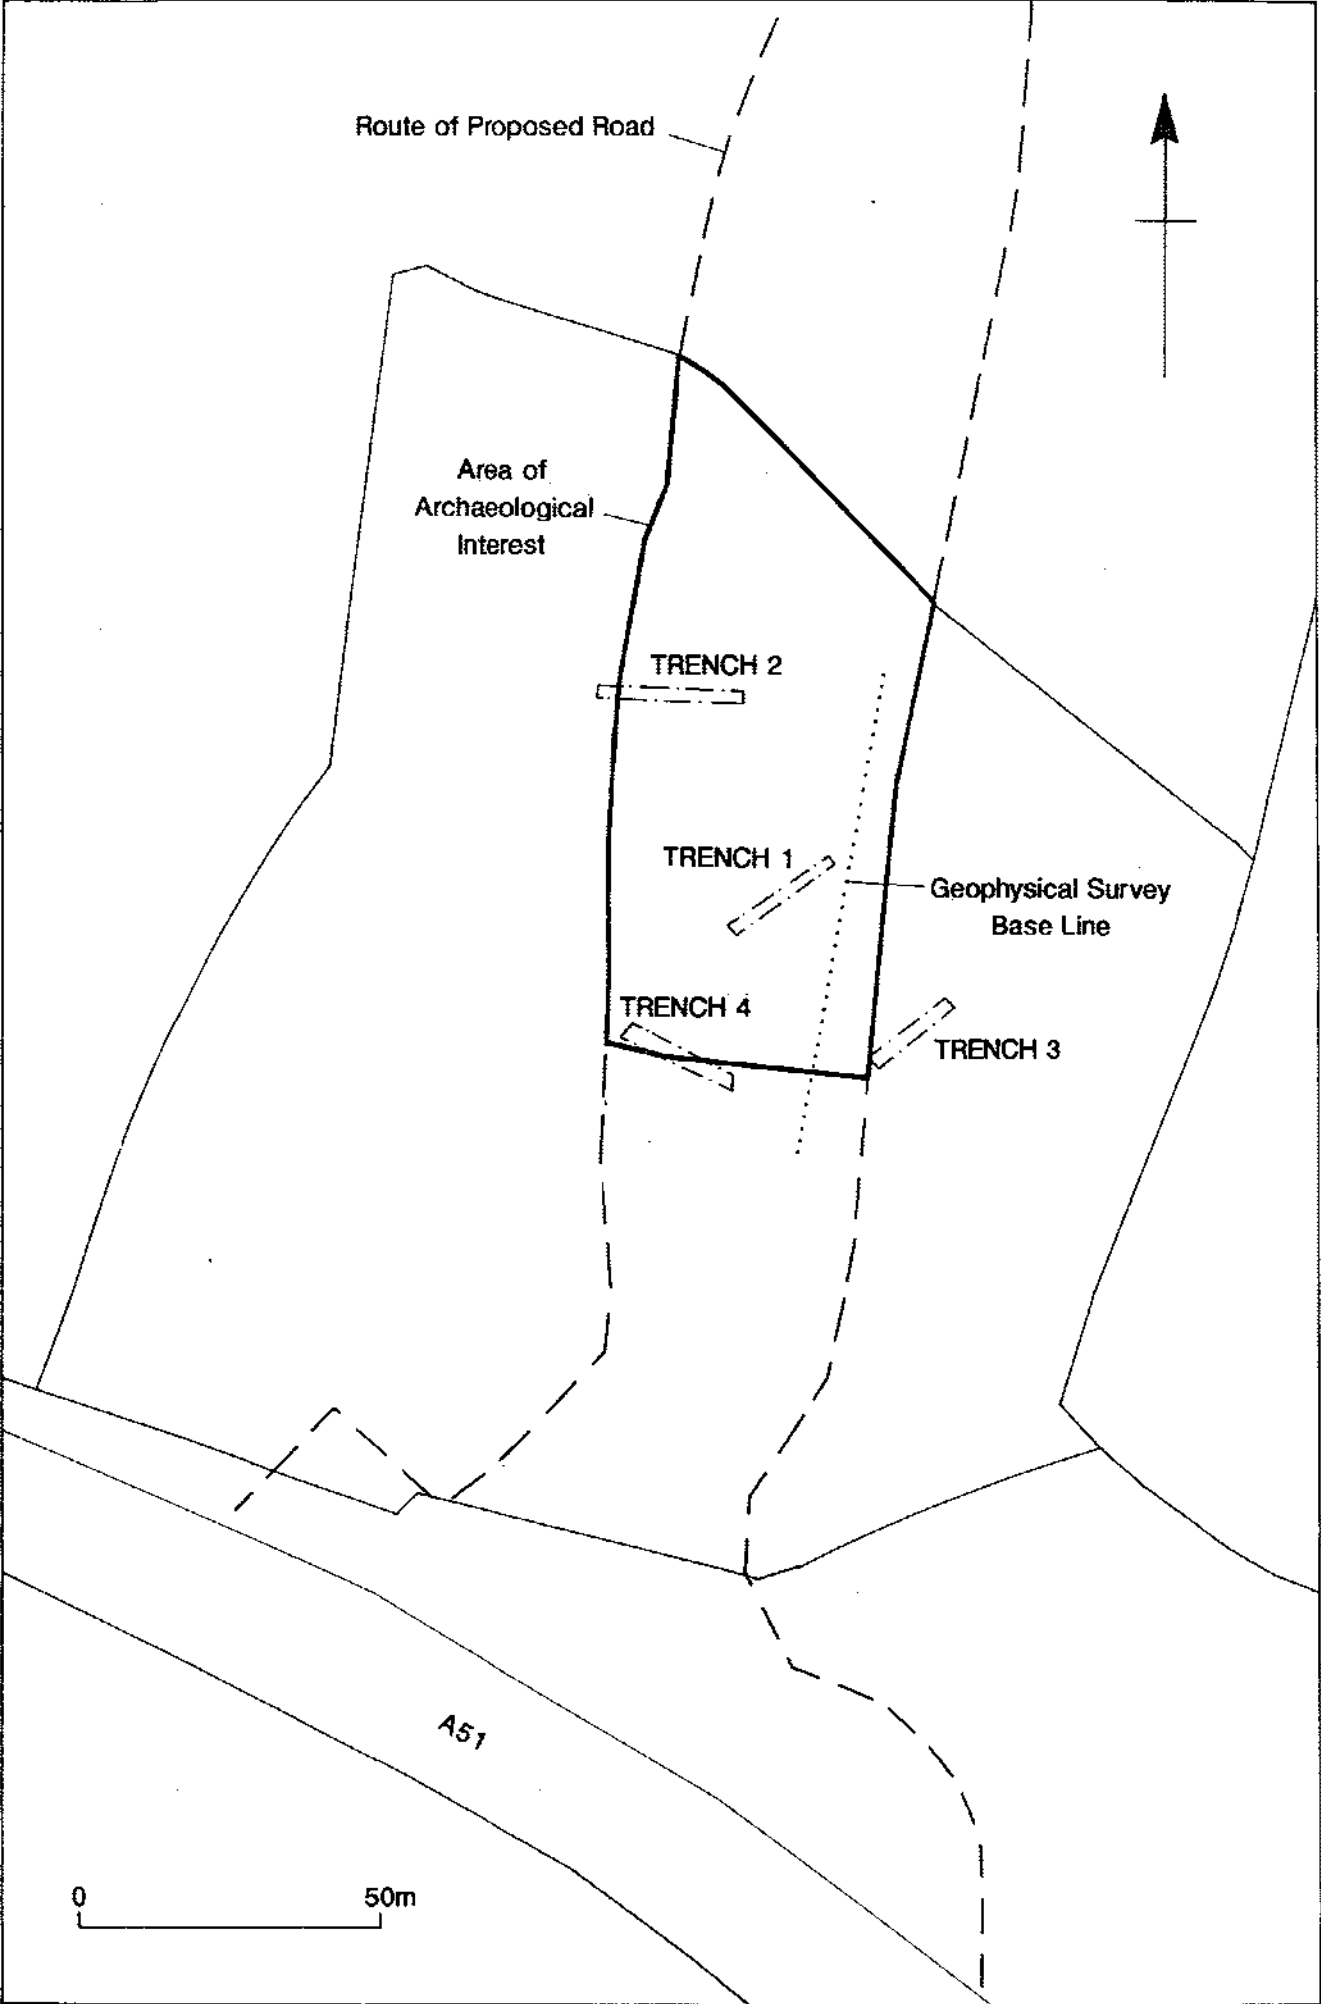 Route of Proposed Road
Area of
Archaeological
Interest
TRENCH 2
TRENCH 1
Geophysical Survey
Base Line
TRENCH 4
TRENCH 3
A51
0 50m